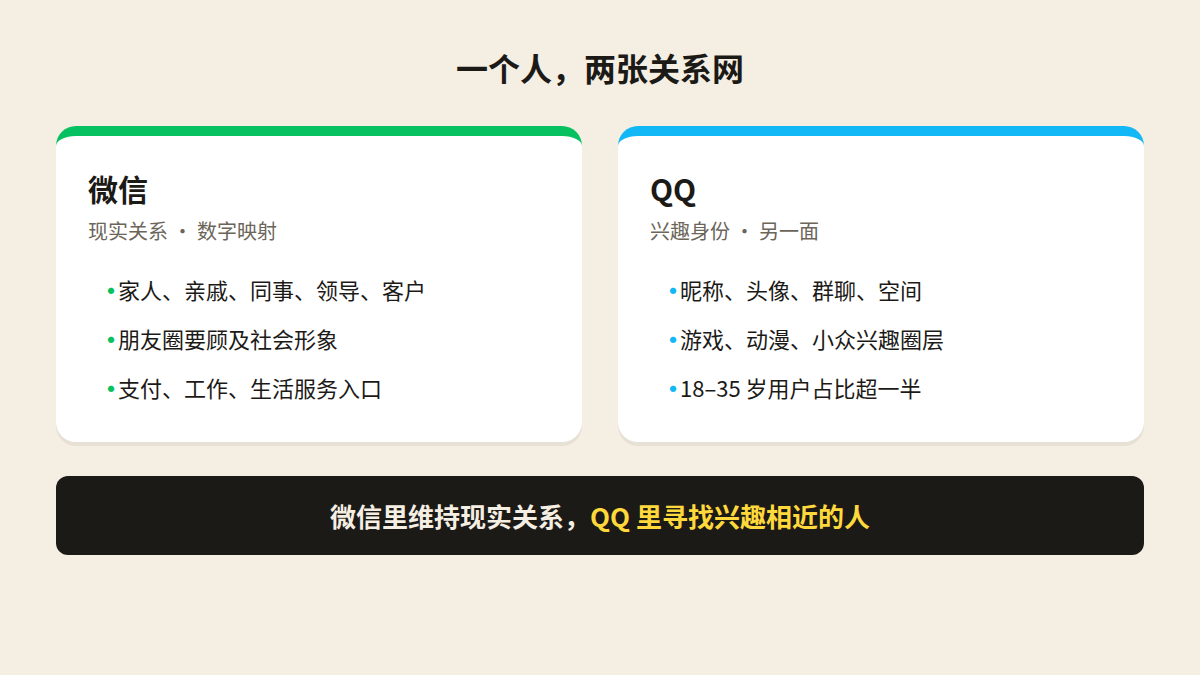 一个人，两张关系网
微信
现实关系 · 数字映射
•家人、亲戚、同事、领导、客户
•朋友圈要顾及社会形象
•支付、工作、生活服务入口
QQ
兴趣身份 · 另一面
•昵称、头像、群聊、空间
•游戏、动漫、小众兴趣圈层
•18–35 岁用户占比超一半
微信里维持现实关系，QQ 里寻找兴趣相近的人